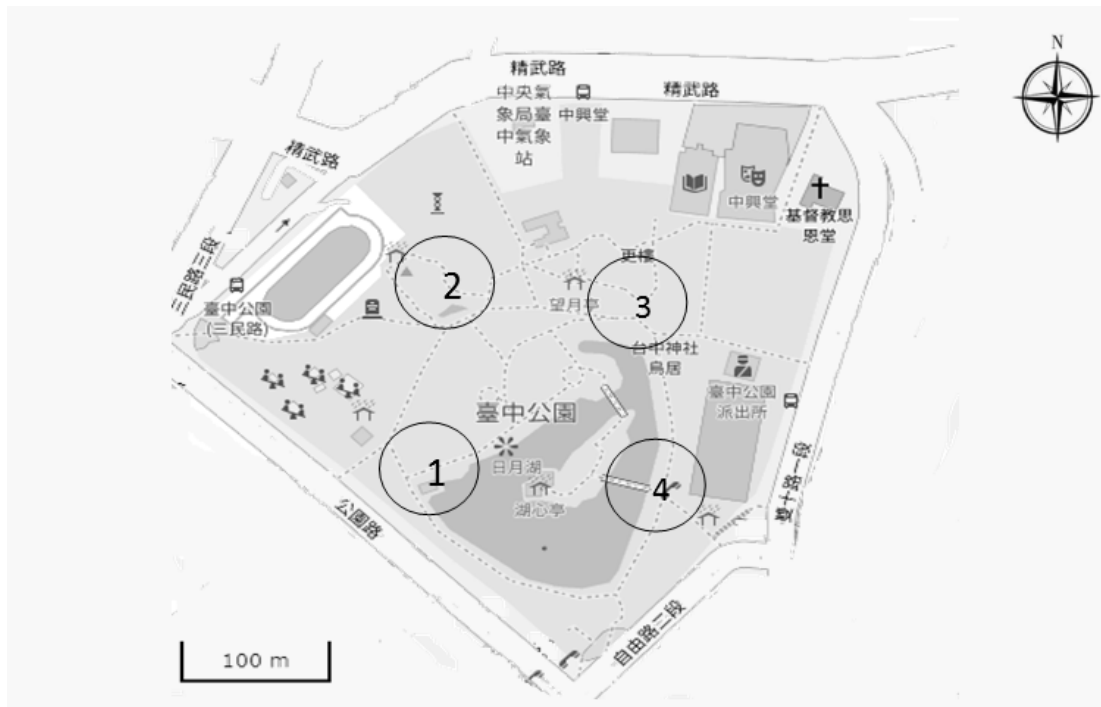 N
精武路
中央氣
象局臺
中氣象
站
中興堂
精武路
精武路
中興堂
基督教思
恩堂
更樓
三民路三段
臺中公園
(三民路)
2
望月亭
3
台中神社
鳥居
臺中公園
派出所
臺中公園
1
日月湖
湖心亭
4
雙十路一段
公園路
自由路二段
100 m